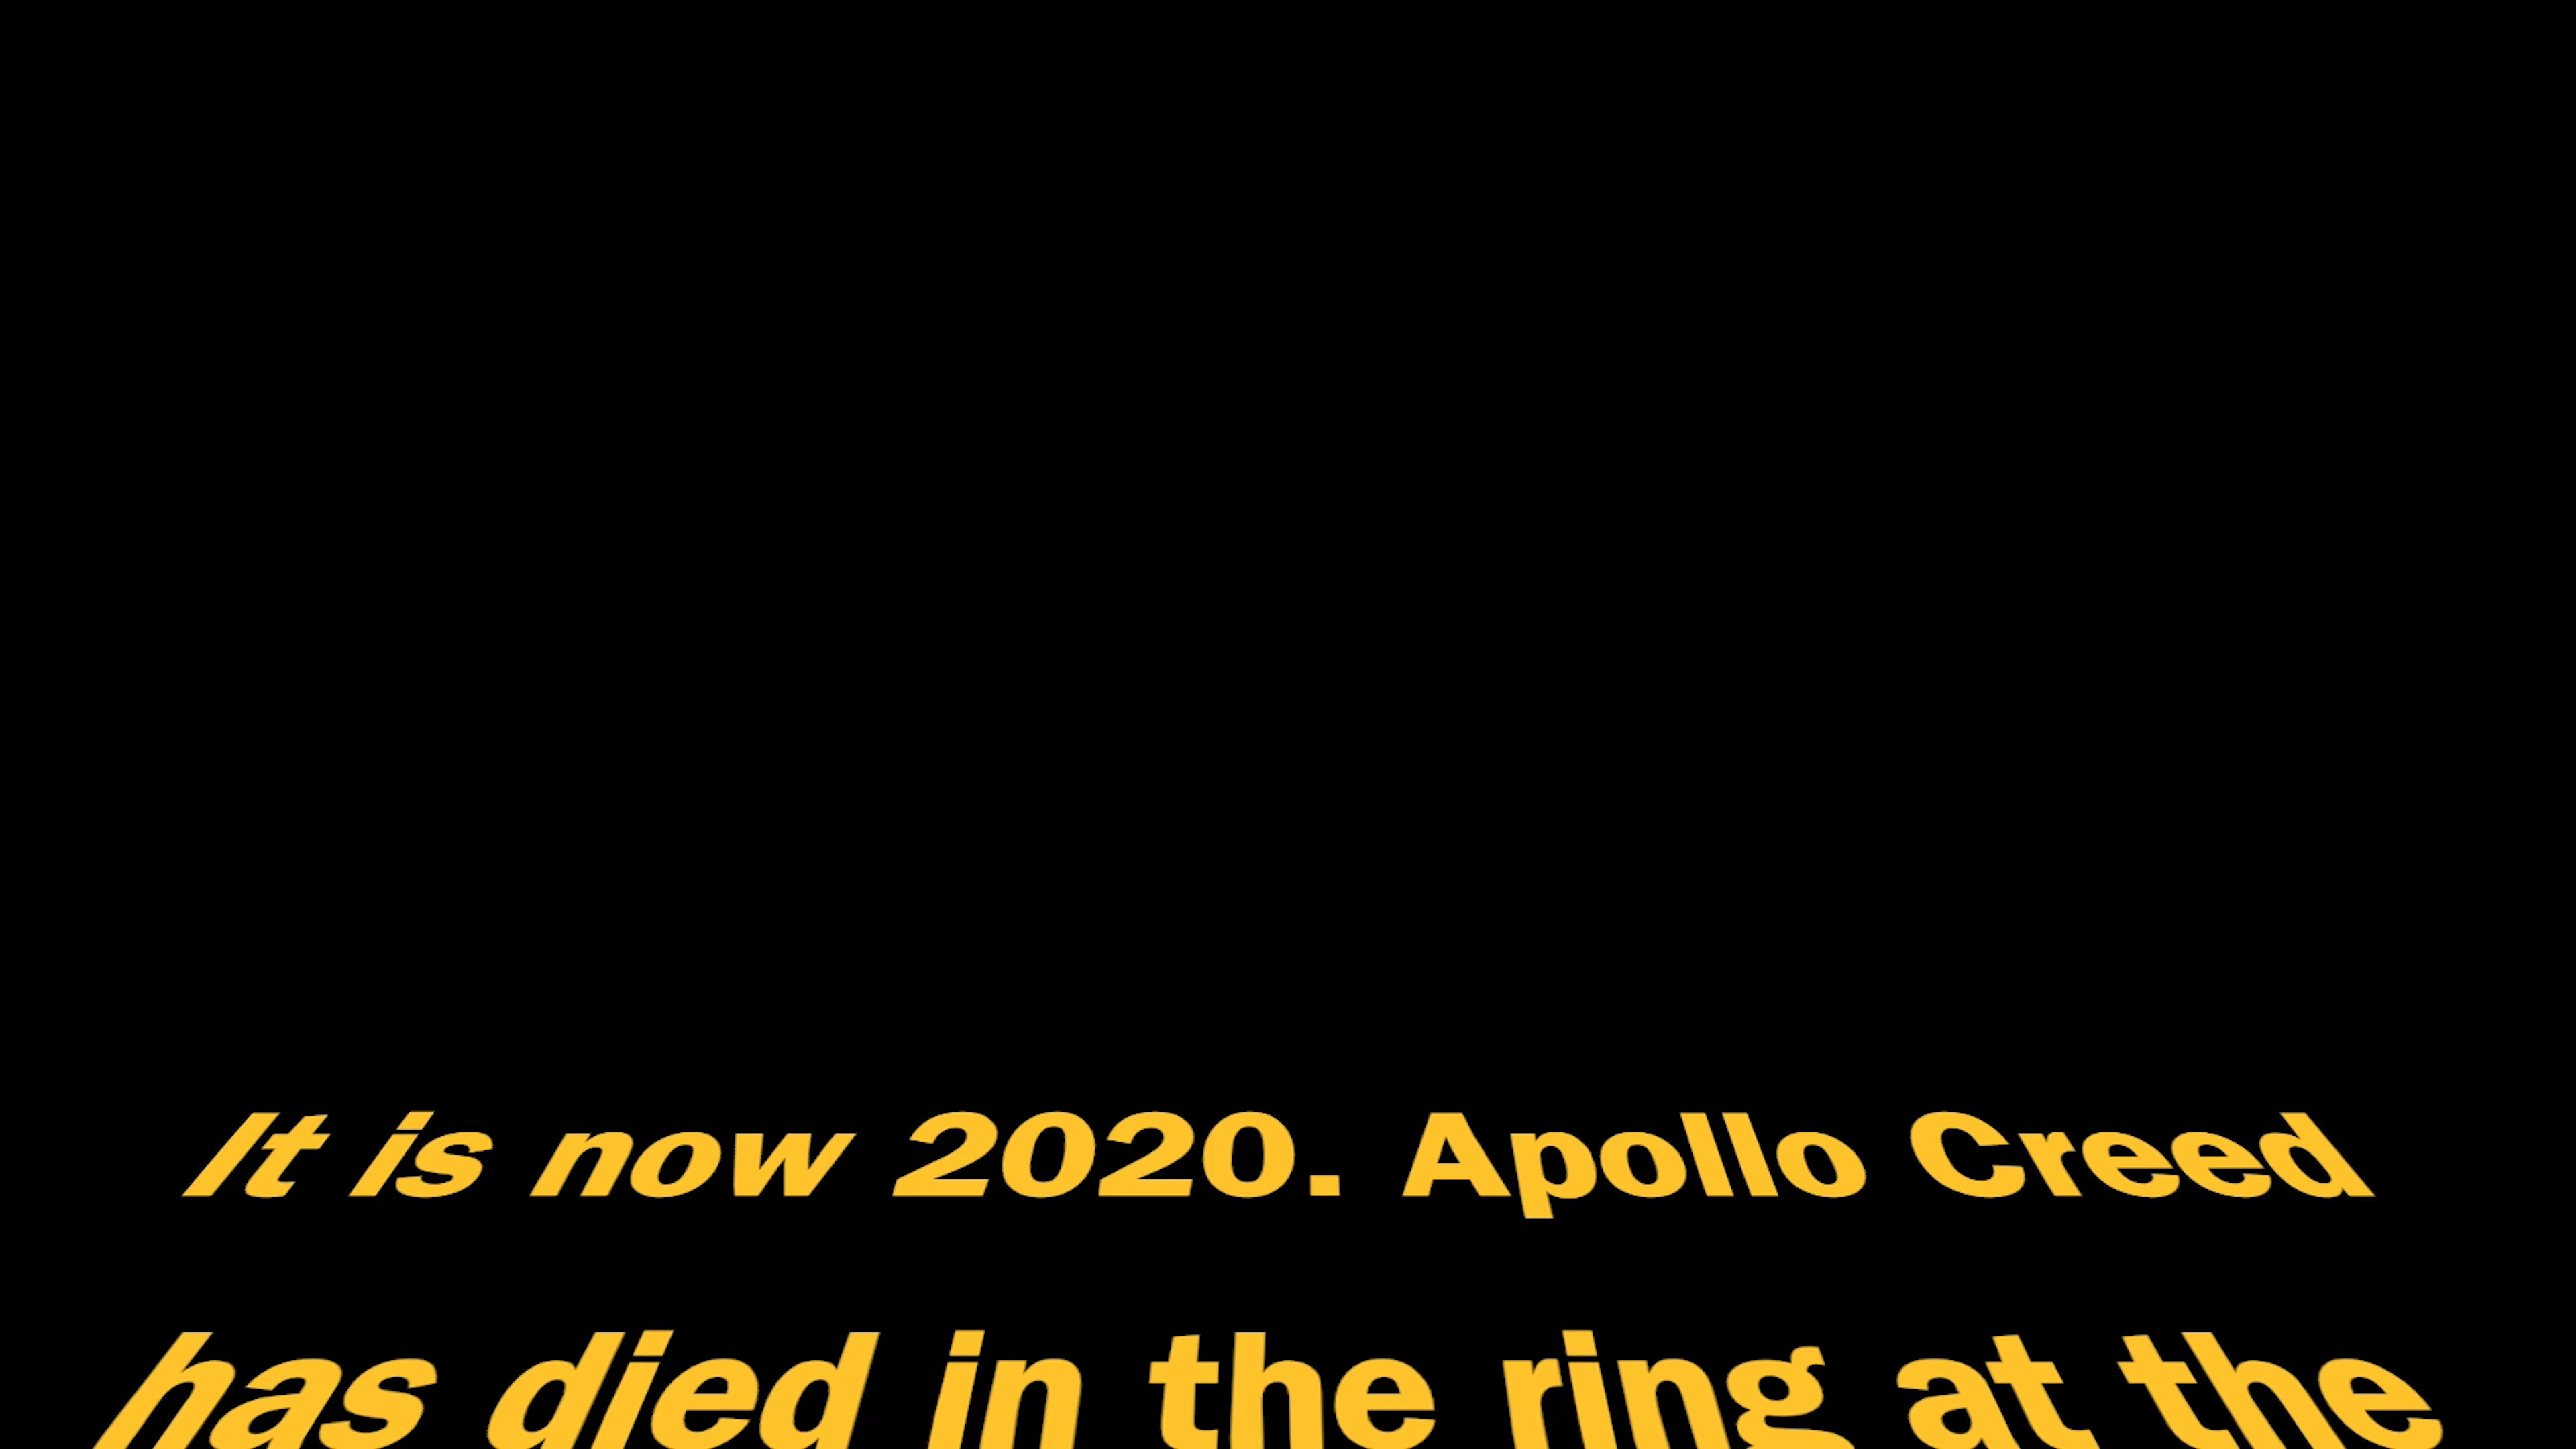 It is now 2020. Apollo Creed
has died in the ring at the